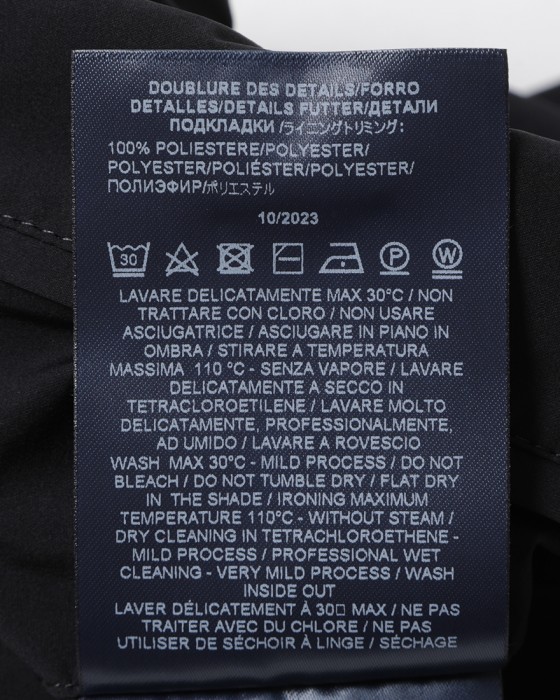 DOUBLURE DES DETAILS/FORRO
DETALLES/DETAILS FUTTER/ДЕТАЛИ
ПОДКЛАДКИ /ライニングトリミング:
100% POLIESTERE/POLYESTER/
POLYESTER/POLIÉSTER/POLYESTER/
ПОЛИЭФИР/ポリエステル
10/2023
30 P W
LAVARE DELICATAMENTE MAX 30°C / NON
TRATTARE CON CLORO / NON USARE
ASCIUGATRICE / ASCIUGARE IN PIANO IN
OMBRA / STIRARE A TEMPERATURA
MASSIMA 110 °C - SENZA VAPORE / LAVARE
DELICATAMENTE A SECCO IN
TETRACLOROETILENE / LAVARE MOLTO
DELICATAMENTE, PROFESSIONALMENTE,
AD UMIDO / LAVARE A ROVESCIO
WASH MAX 30°C - MILD PROCESS / DO NOT
BLEACH / DO NOT TUMBLE DRY / FLAT DRY
IN THE SHADE / IRONING MAXIMUM
TEMPERATURE 110°C - WITHOUT STEAM /
DRY CLEANING IN TETRACHLOROETHENE -
MILD PROCESS / PROFESSIONAL WET
CLEANING - VERY MILD PROCESS / WASH
INSIDE OUT
LAVER DÉLICATEMENT À 30□ MAX / NE PAS
TRAITER AVEC DU CHLORE / NE PAS
UTILISER DE SÉCHOIR À LINGE / SÉCHAGE